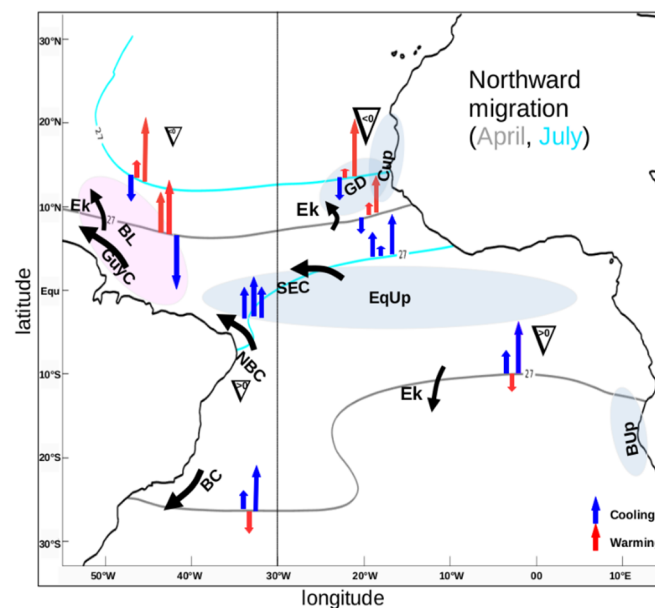 30°N
20°N
10°N
Equ
10°S
20°S
30°S
latitude
50°W
40°W
30°W
20°W
10°W
00
10°E
longitude
Northward
migration
(April, July)
27
<0
<0
GD
Cup
Ek
27
BL
GuyC
Ek
27
SEC
EqUp
NBC
>0
>0
Ek
27
BUp
BC
Cooling
Warming